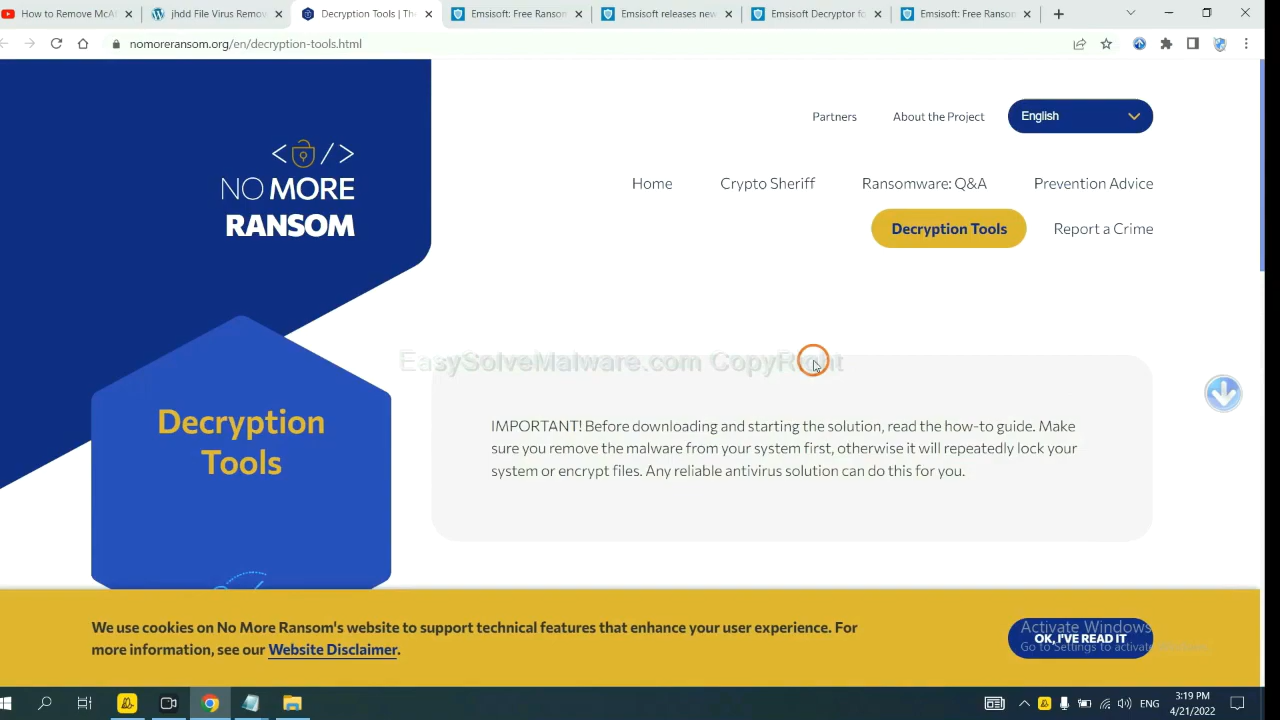 How to Remove McAf
jhdd File Virus Remov
Decryption Tools | The
Emsisoft: Free Ransom
Emsisoft releases new
Emsisoft Decryptor fo
Emsisoft: Free Ransom
nomoreransom.org/en/decryption-tools.html
Partners
About the Project
English
NO MORE
RANSOM
Home
Crypto Sheriff
Ransomware: Q&A
Prevention Advice
Decryption Tools
Report a Crime
EasySolveMalware.com CopyRight
Decryption
Tools
IMPORTANT! Before downloading and starting the solution, read the how-to guide. Make
sure you remove the malware from your system first, otherwise it will repeatedly lock your
system or encrypt files. Any reliable antivirus solution can do this for you.
We use cookies on No More Ransom's website to support technical features that enhance your user experience. For
more information, see our Website Disclaimer.
OK, I'VE READ IT
Activate Windows
Go to Settings to activate Windows.
ENG
3:19 PM
4/21/2022